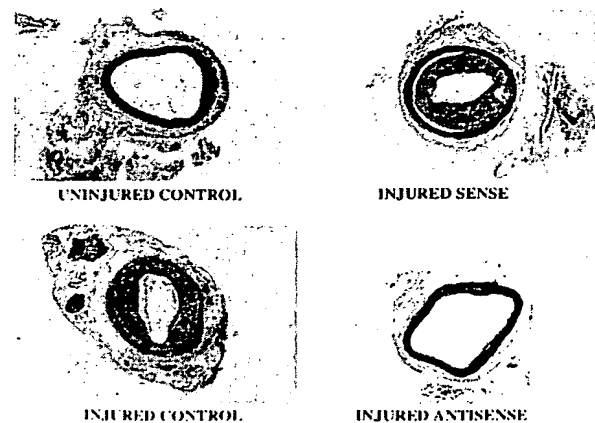 UNINJURED CONTROL
INJURED SENSE
INJURED CONTROL
INJURED ANTISENSE